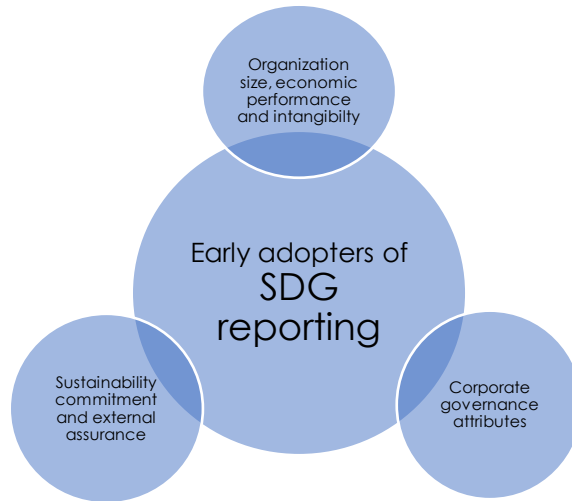 Organization
size, economic
performance
and intangibilty
Early adopters of
SDG
reporting
Sustainability
commitment
and external
assurance
Corporate
governance
attributes